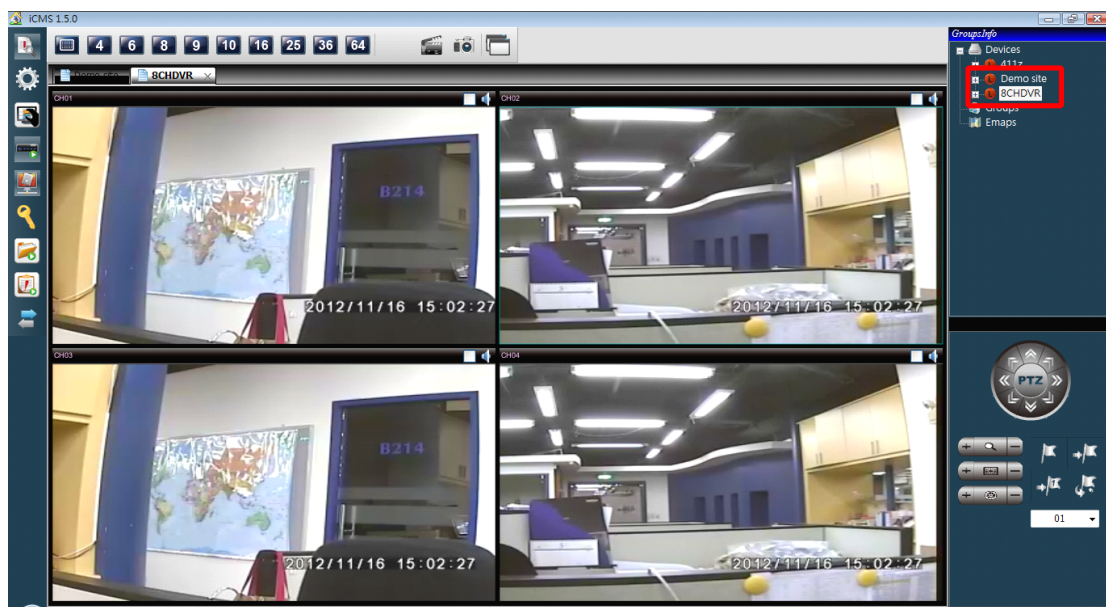 iCMS 1.5.0
4 6 8 9 10 16 25 36 64
GroupsInfo
Devices
411z
Demo site
8CHDVR
Groups
Emaps
Demo site
8CHDVR
CH01
CH02
B214
2012/11/16 15:02:27
2012/11/16 15:02:27
CH03
CH04
B214
2012/11/16 15:02:27
2012/11/16 15:02:27
PTZ
01